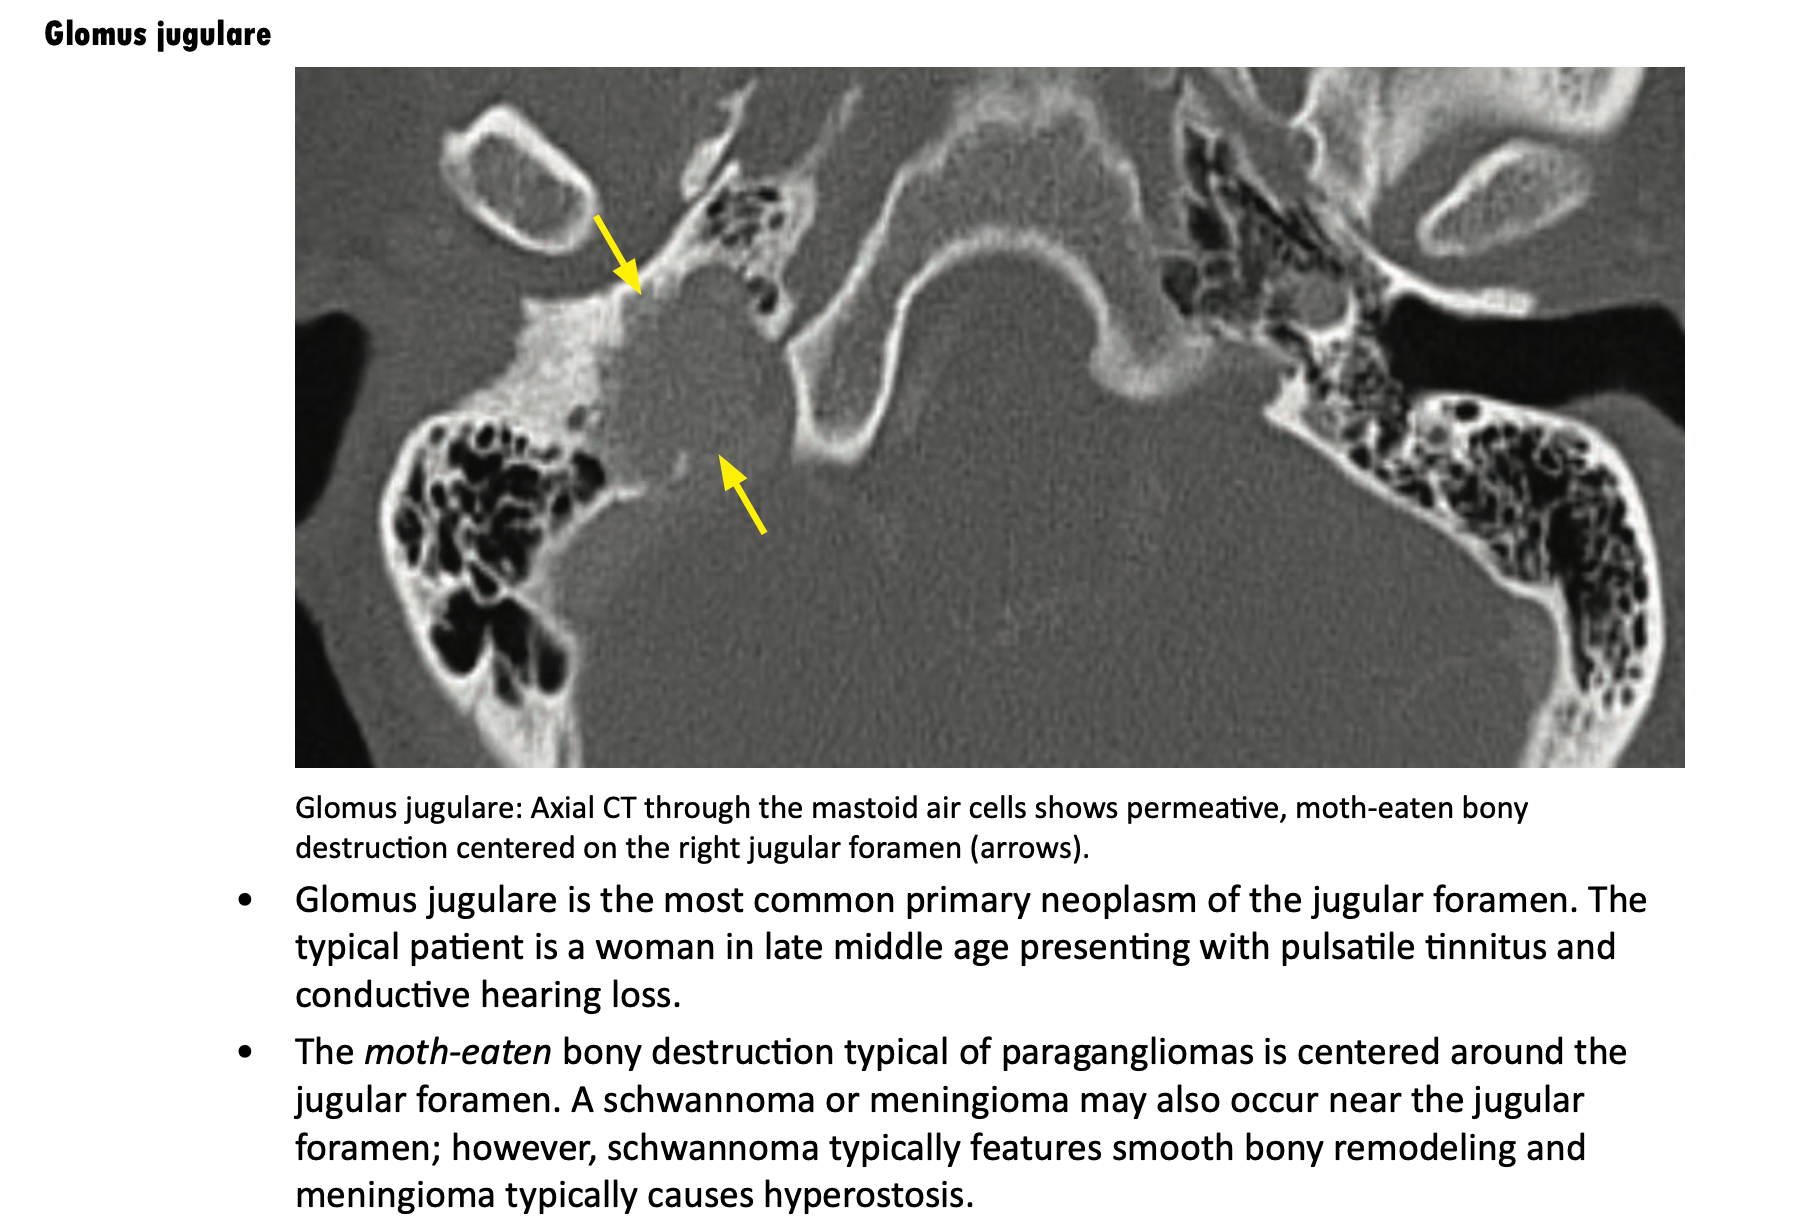 Glomus jugulare
Glomus jugulare: Axial CT through the mastoid air cells shows permeative, moth-eaten bony
destruction centered on the right jugular foramen (arrows).
• Glomus jugulare is the most common primary neoplasm of the jugular foramen. The
typical patient is a woman in late middle age presenting with pulsatile tinnitus and
conductive hearing loss.
• The moth-eaten bony destruction typical of paragangliomas is centered around the
jugular foramen. A schwannoma or meningioma may also occur near the jugular
foramen; however, schwannoma typically features smooth bony remodeling and
meningioma typically causes hyperostosis.